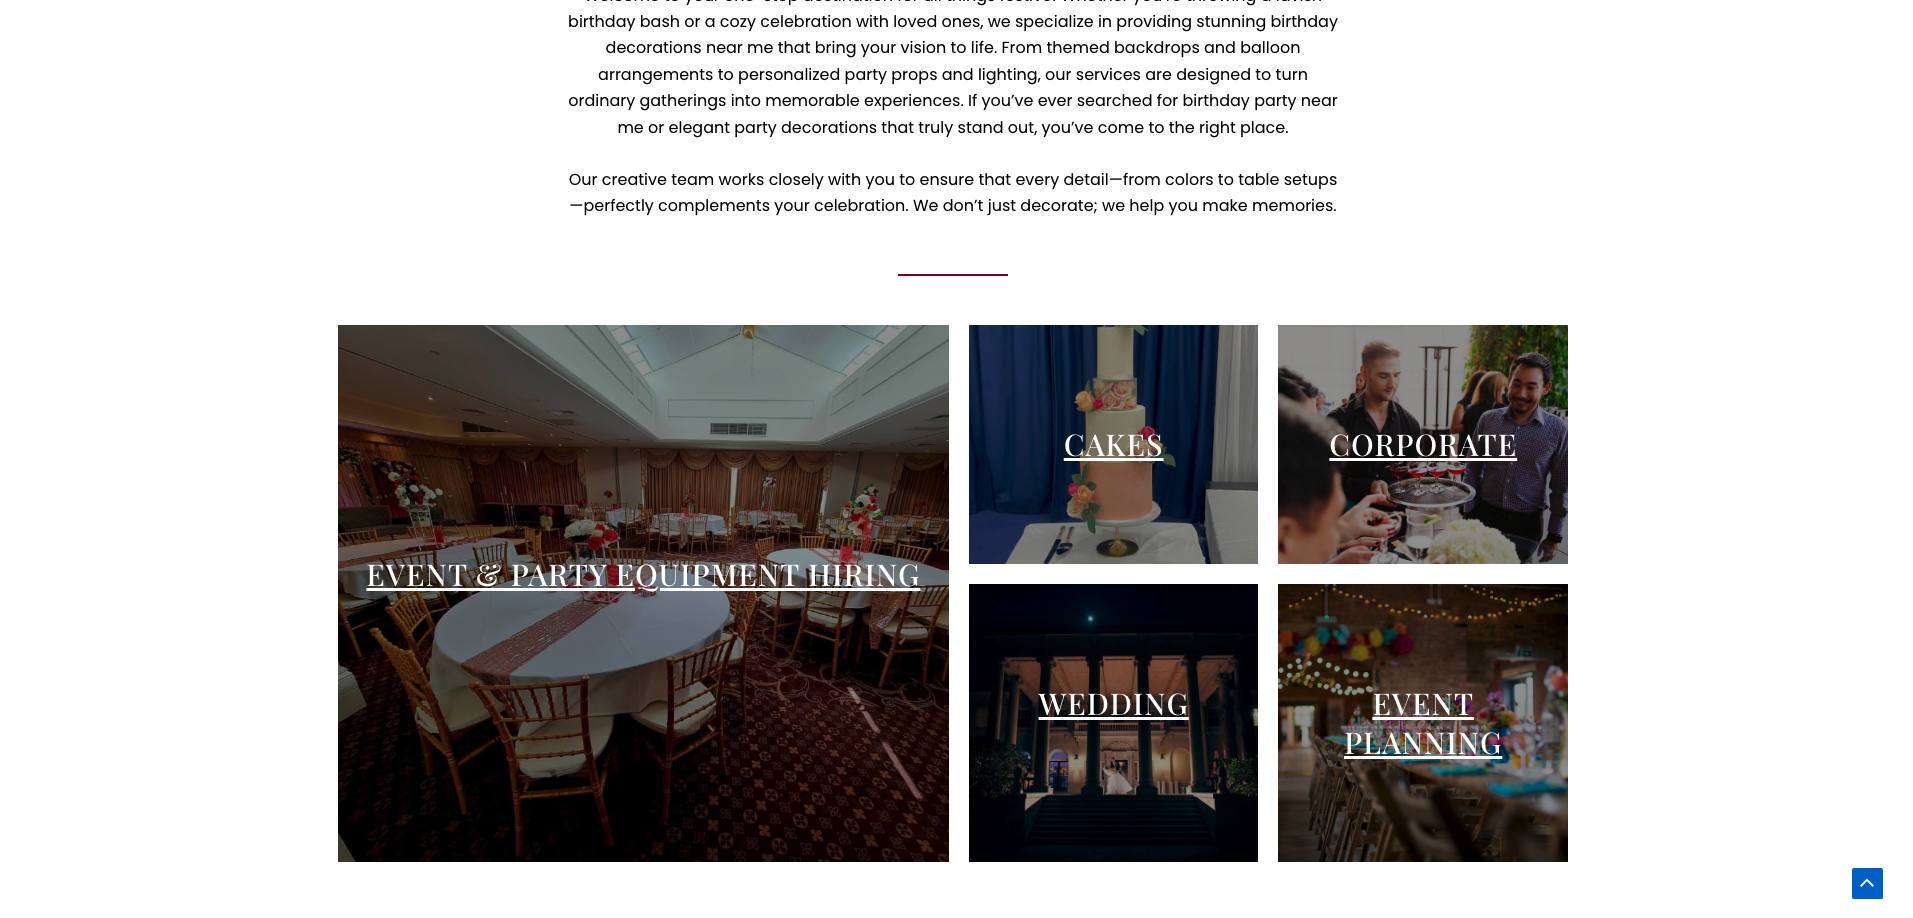 birthday bash or a cozy celebration with loved ones, we specialize in providing stunning birthday
decorations near me that bring your vision to life. From themed backdrops and balloon
arrangements to personalized party props and lighting, our services are designed to turn
ordinary gatherings into memorable experiences. If you’ve ever searched for birthday party near
me or elegant party decorations that truly stand out, you’ve come to the right place.
Our creative team works closely with you to ensure that every detail—from colors to table setups
—perfectly complements your celebration. We don’t just decorate; we help you make memories.
EVENT & PARTY EQUIPMENT HIRING
CAKES
CORPORATE
WEDDING
EVENT
PLANNING